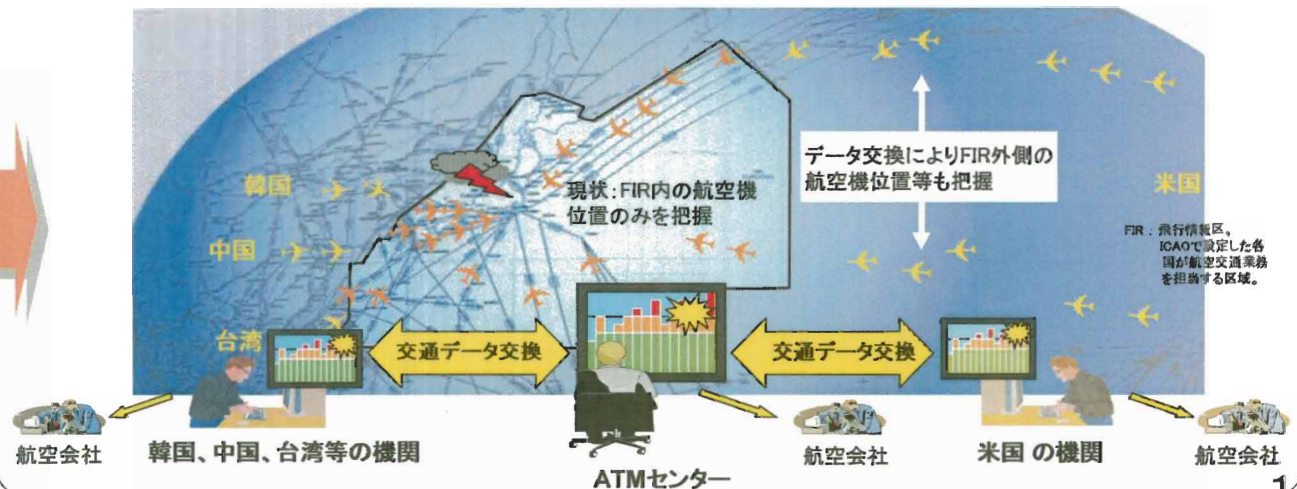 韓国
中国
台湾
現状:FIR内の航空機
位置のみを把握
データ交換によりFIR外側の
航空機位置等も把握
米国
FIR:飛行情報区。
ICAOで設定した各
国が航空交通業務
を担当する区域。
交通データ交換
交通データ交換
航空会社
韓国、中国、台湾等の機関
ATMセンター
航空会社
米国の機関
航空会社
1